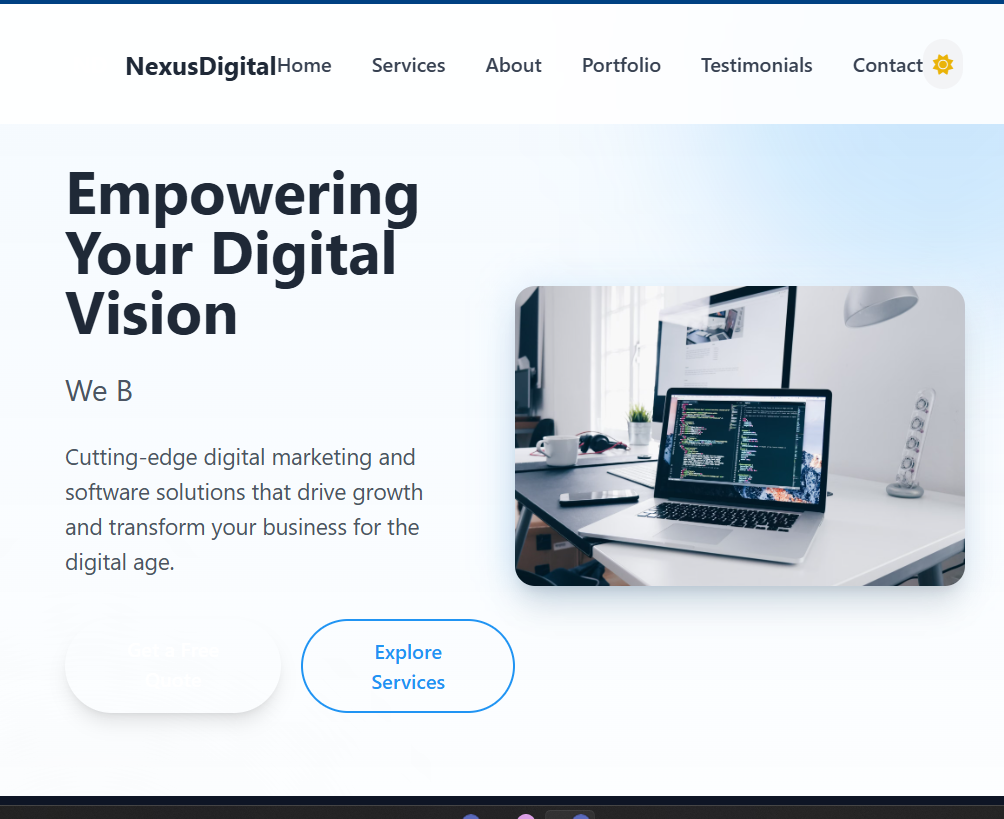 NexusDigital Home Services About Portfolio Testimonials Contact
Empowering
Your Digital
Vision
We B
Cutting-edge digital marketing and
software solutions that drive growth
and transform your business for the
digital age.
Explore
Services